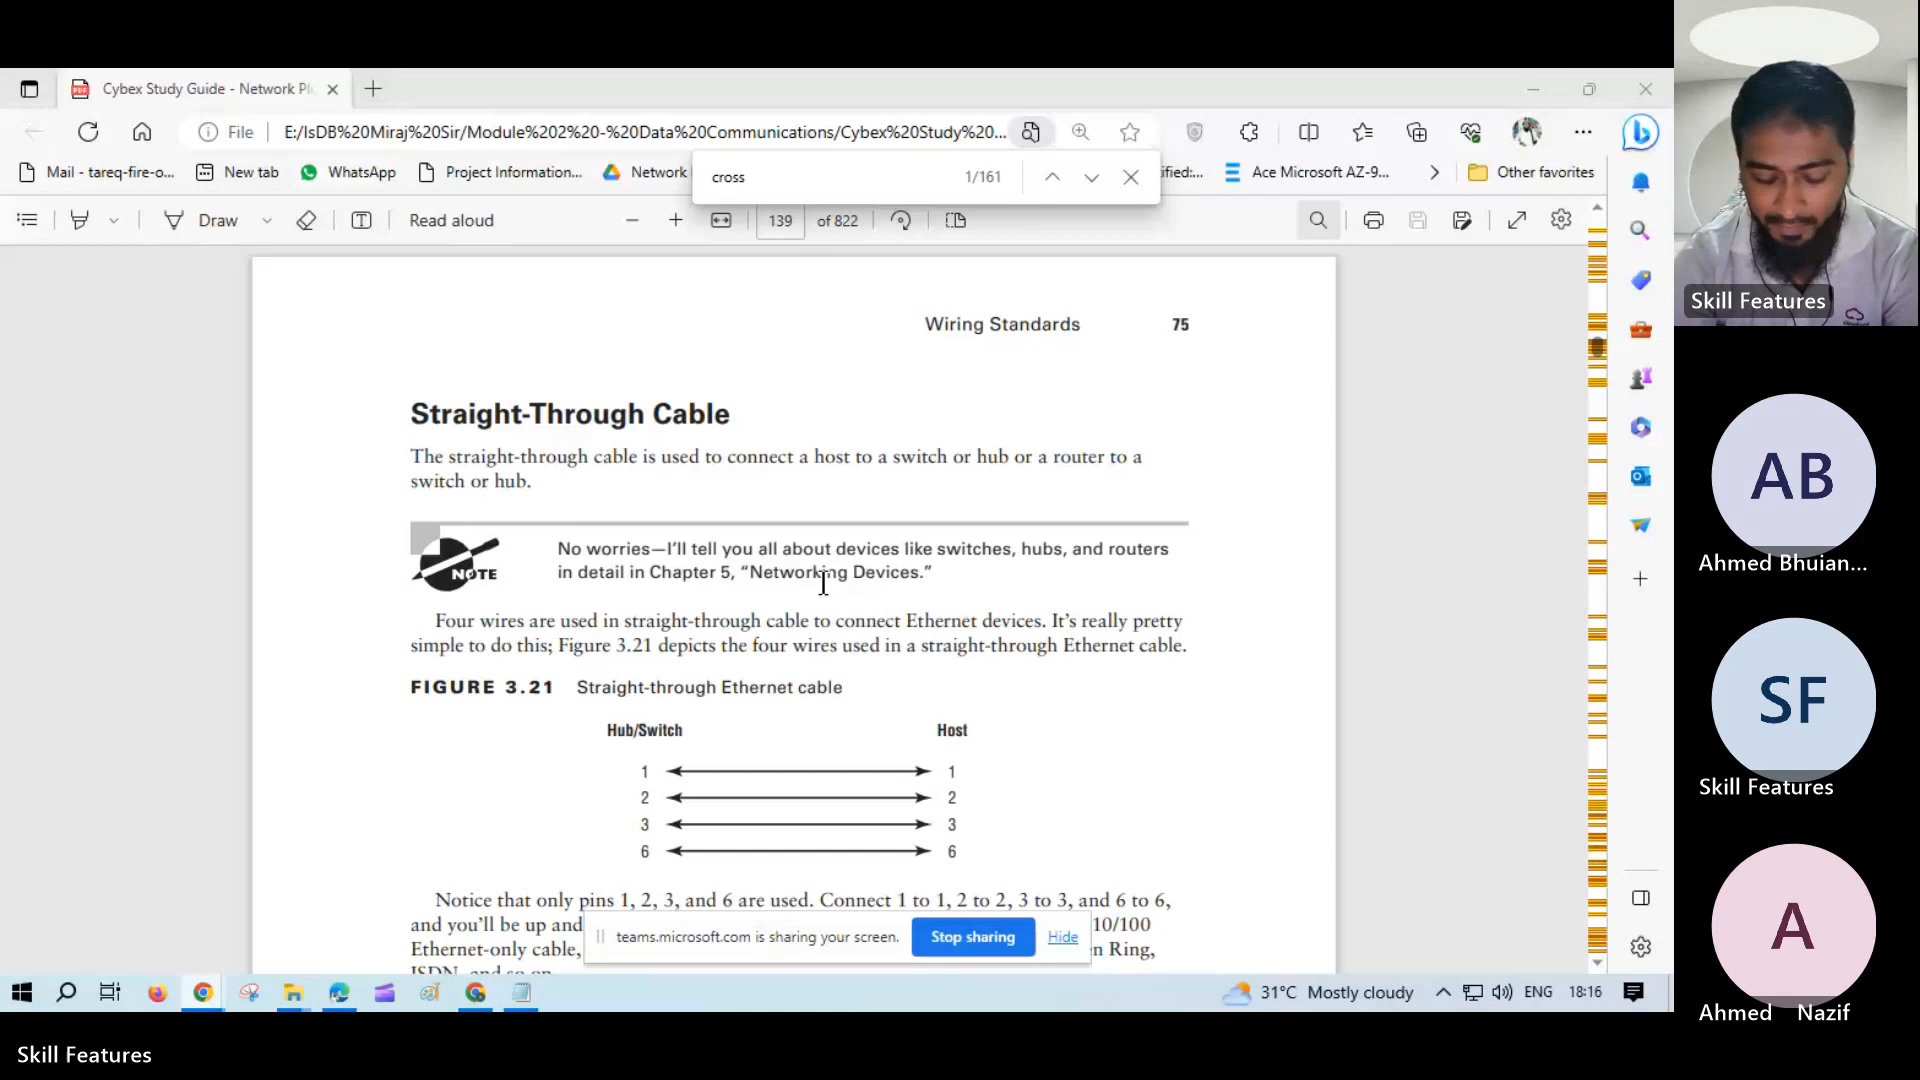 Cybex Study Guide - Network Pl
File
E:/IsDB%20Miraj%20Sir/Module%202%20-%20Data%20Communications/Cybex%20Study%20...
Mail - tareq-fire-o...
New tab
WhatsApp
Project Information...
Network
ified:...
Ace Microsoft AZ-9...
Other favorites
cross
1/161
Draw
Read aloud
139
of 822
Wiring Standards 75
Straight-Through Cable
The straight-through cable is used to connect a host to a switch or hub or a router to a
switch or hub.
NOTE
No worries—I'll tell you all about devices like switches, hubs, and routers
in detail in Chapter 5, “Networking Devices.”
Four wires are used in straight-through cable to connect Ethernet devices. It's really pretty
simple to do this; Figure 3.21 depicts the four wires used in a straight-through Ethernet cable.
FIGURE 3.21 Straight-through Ethernet cable
Hub/Switch Host
1 1
2 2
3 3
6 6
Notice that only pins 1, 2, 3, and 6 are used. Connect 1 to 1, 2 to 2, 3 to 3, and 6 to 6,
and you'll be up and
10/100
Ethernet-only cable,
n Ring,
ISDN, and so on.
teams.microsoft.com is sharing your screen.
Stop sharing
Hide
31°C Mostly cloudy
ENG
18:16
Skill Features
AB
Ahmed Bhuian...
SF
Skill Features
A
Ahmed Nazif
Skill Features